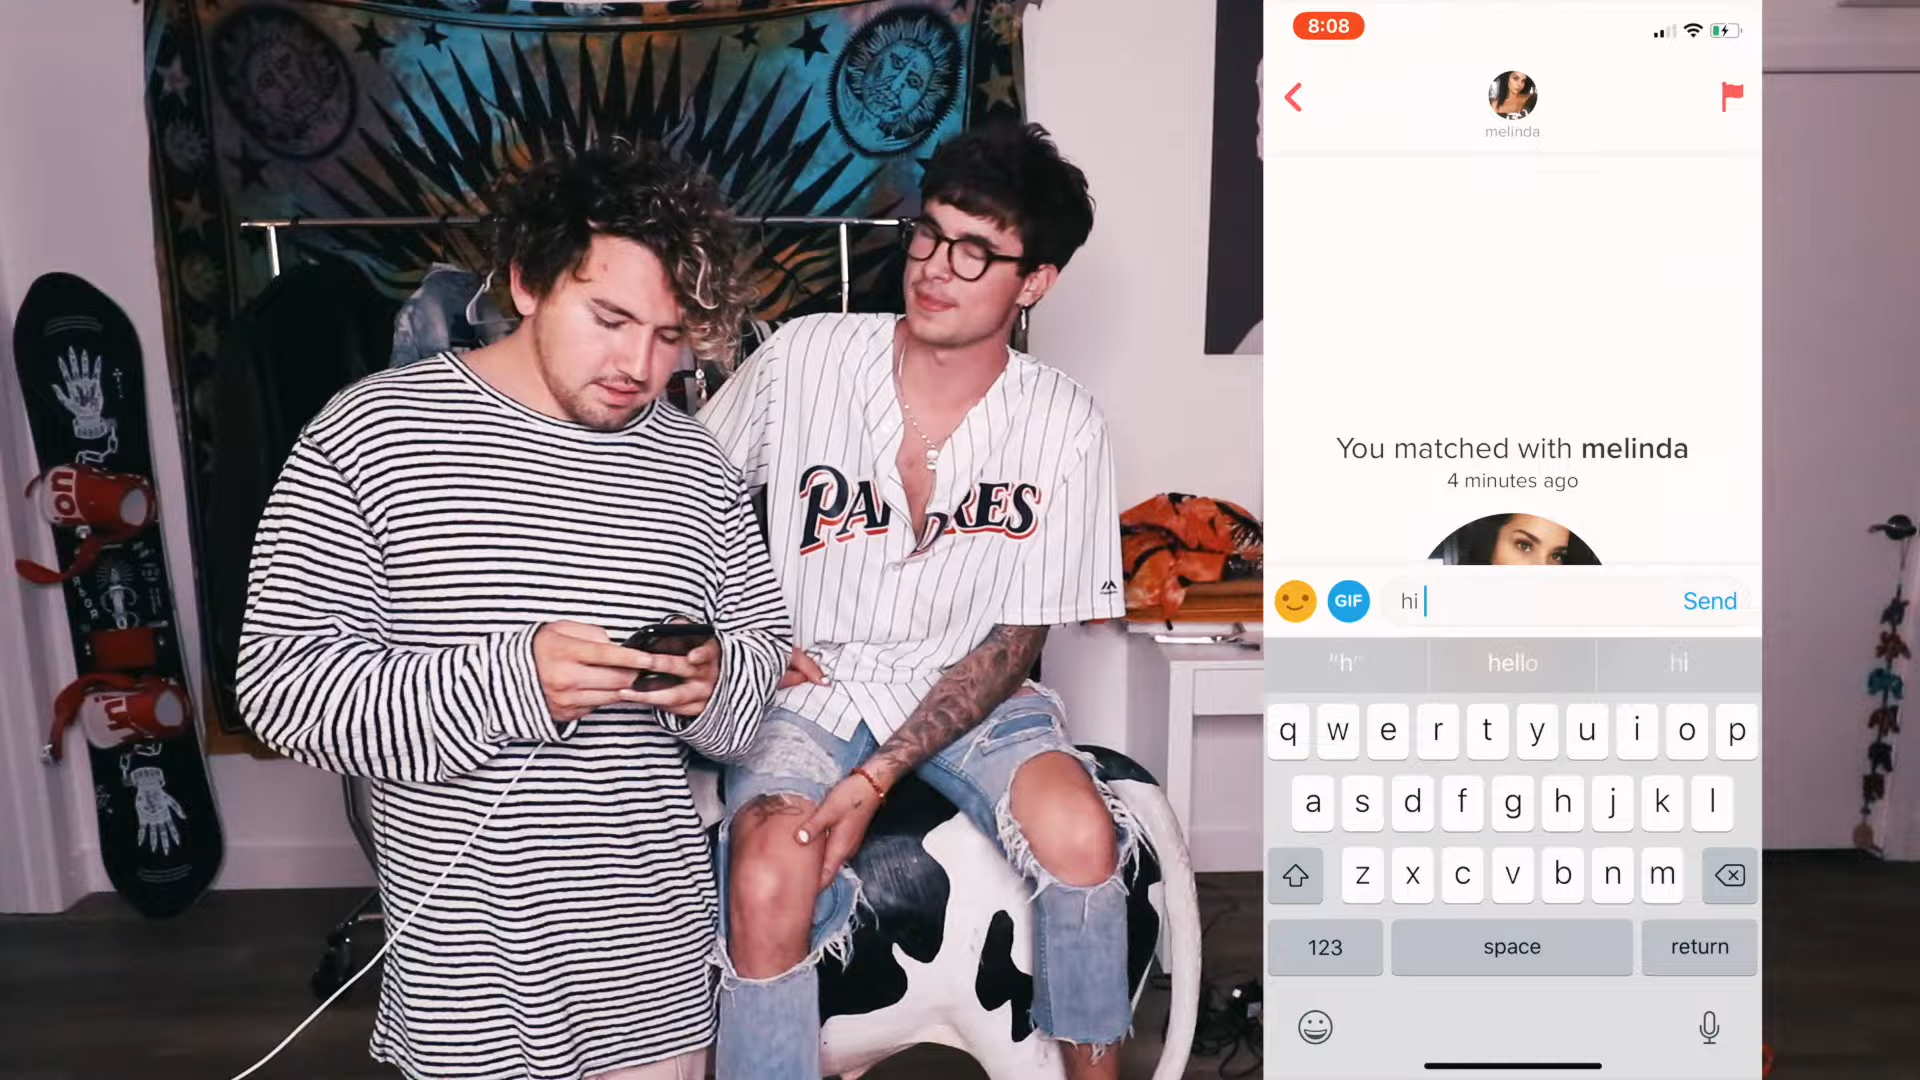 8:08
melinda
You matched with melinda
4 minutes ago
GIF
hi
Send
"h"
hello
hi
q w e r t y u i o p
a s d f g h j k l
z x c v b n m
123
space
return
PADRES